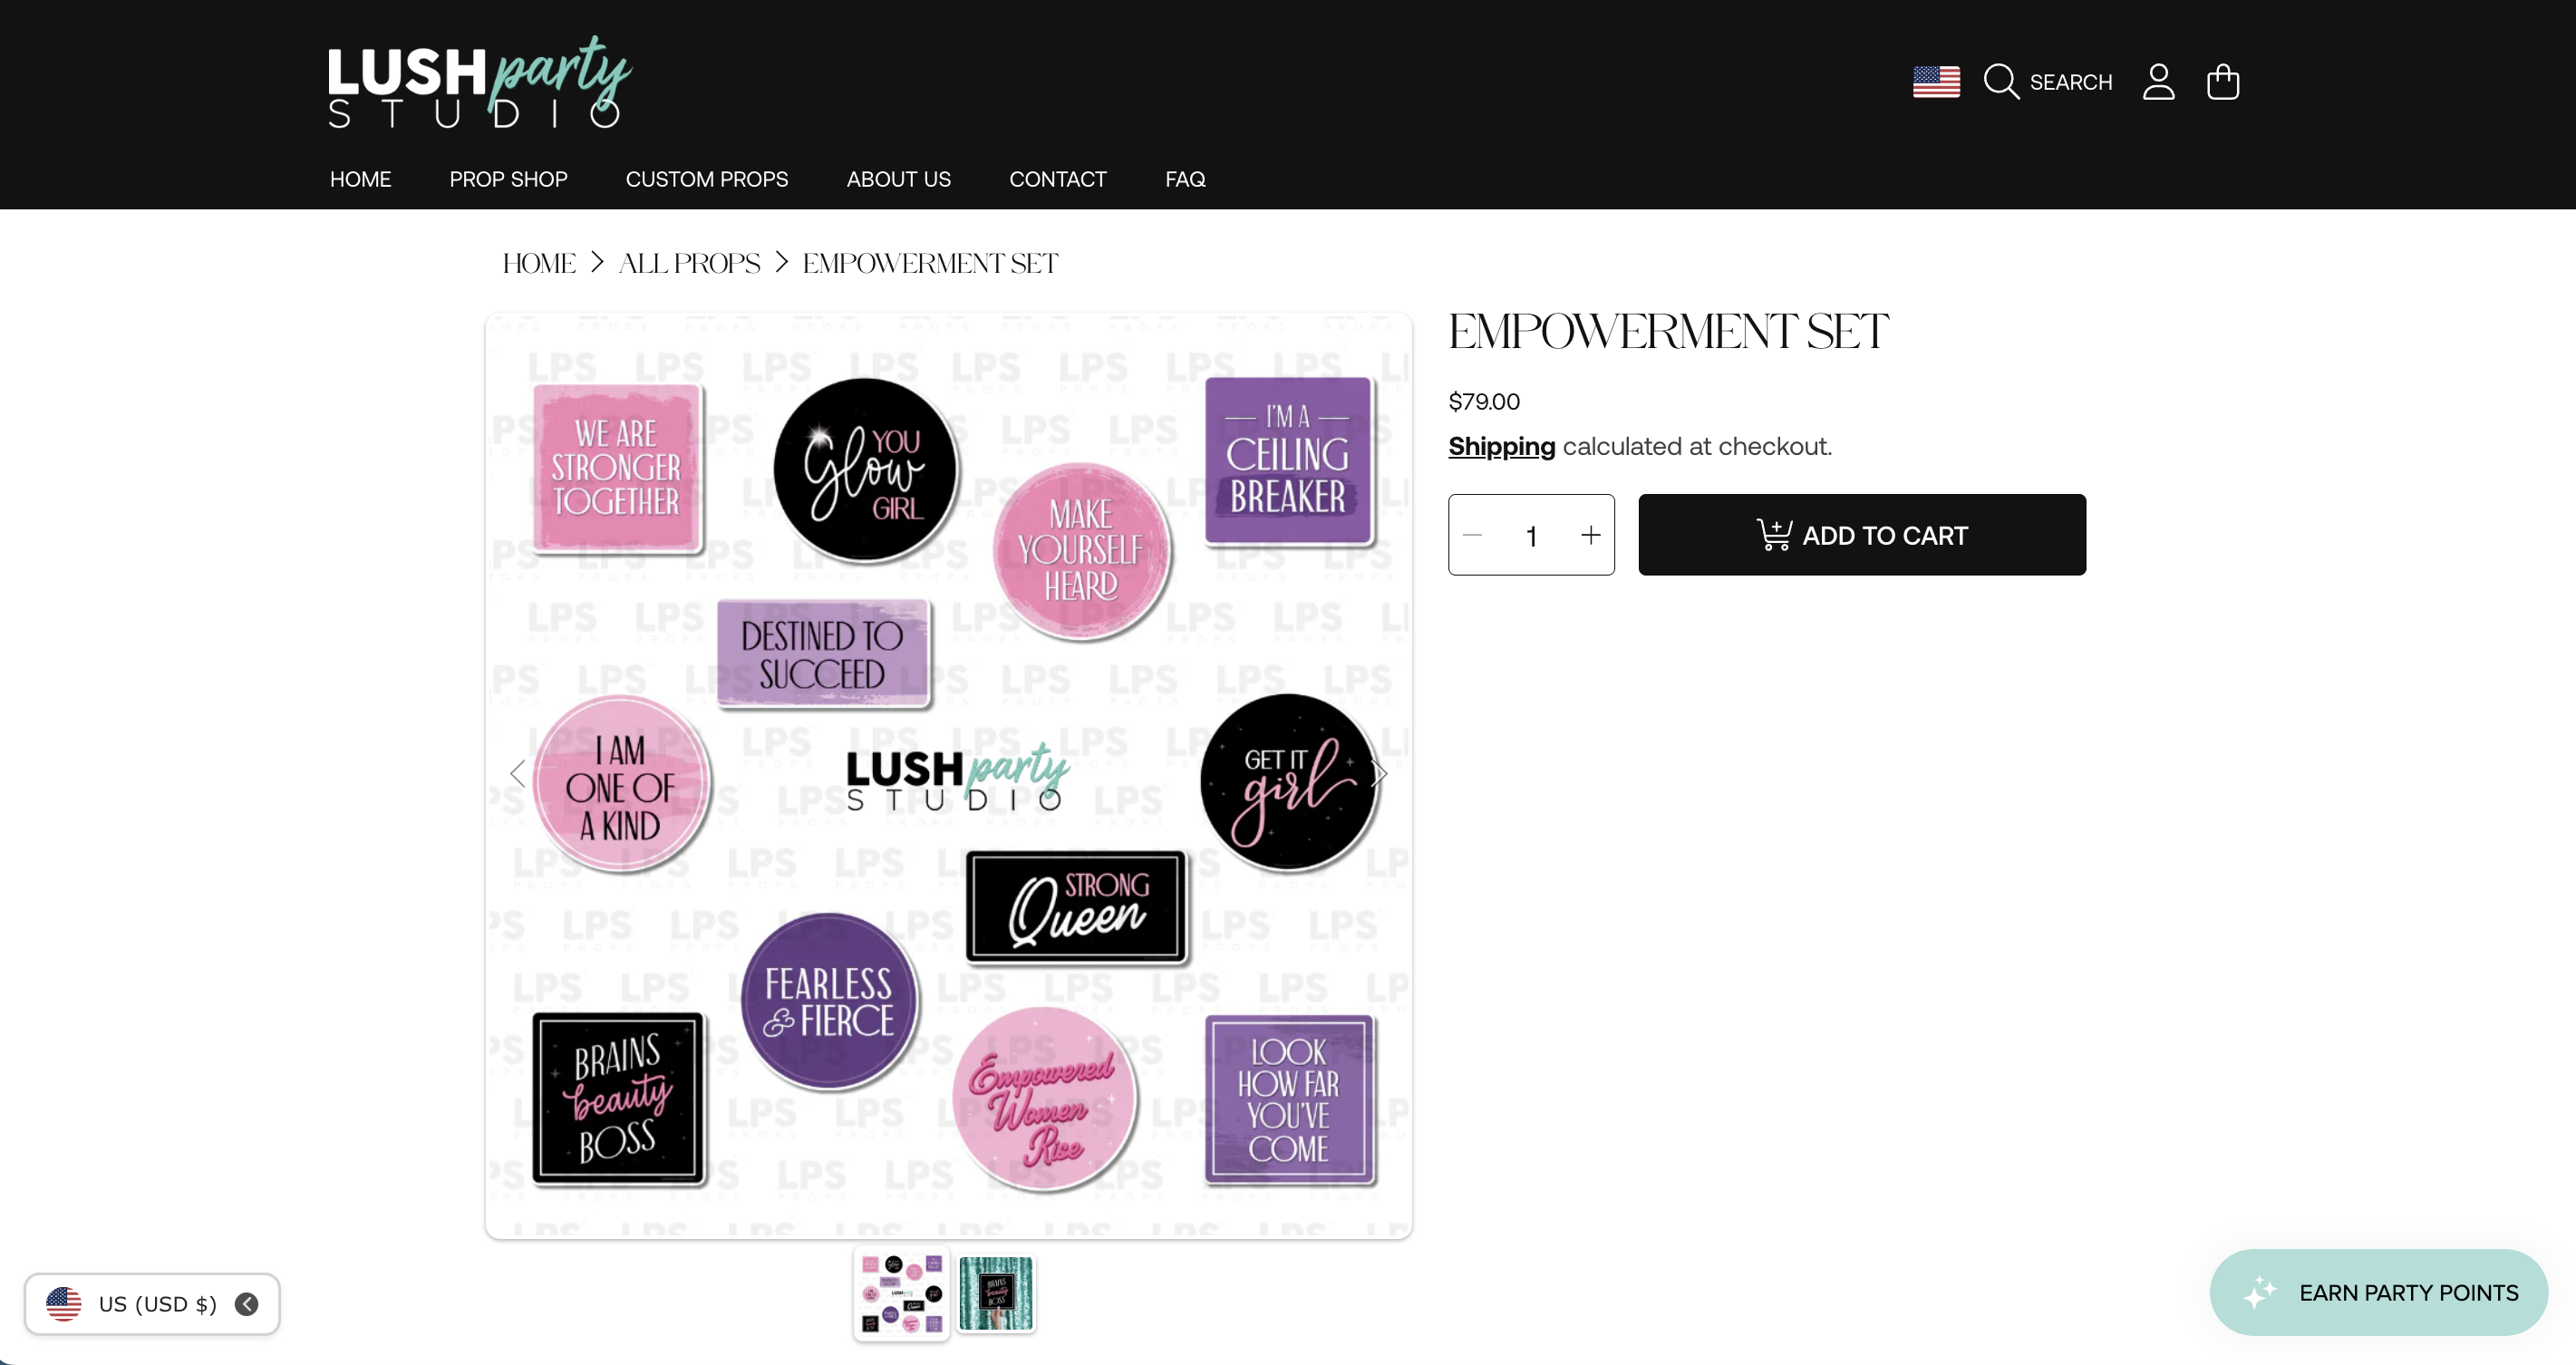 LUSH party
STUDIO
SEARCH
HOME PROP SHOP CUSTOM PROPS ABOUT US CONTACT FAQ
HOME > ALL PROPS > EMPOWERMENT SET
EMPOWERMENT SET
$79.00
Shipping calculated at checkout.
1
ADD TO CART
WE ARE
STRONGER
TOGETHER
YOU
Glow
GIRL
MAKE
YOURSELF
HEARD
I'M A
CEILING
BREAKER
DESTINED TO
SUCCEED
I AM
ONE OF
A KIND
LUSH party
STUDIO
GET IT
girl
STRONG
Queen
FEARLESS
& FIERCE
BRAINS
beauty
BOSS
Empowered
Women
Rise
LOOK
HOW FAR
YOU'VE
COME
LPS
PROPS
US (USD $)
EARN PARTY POINTS